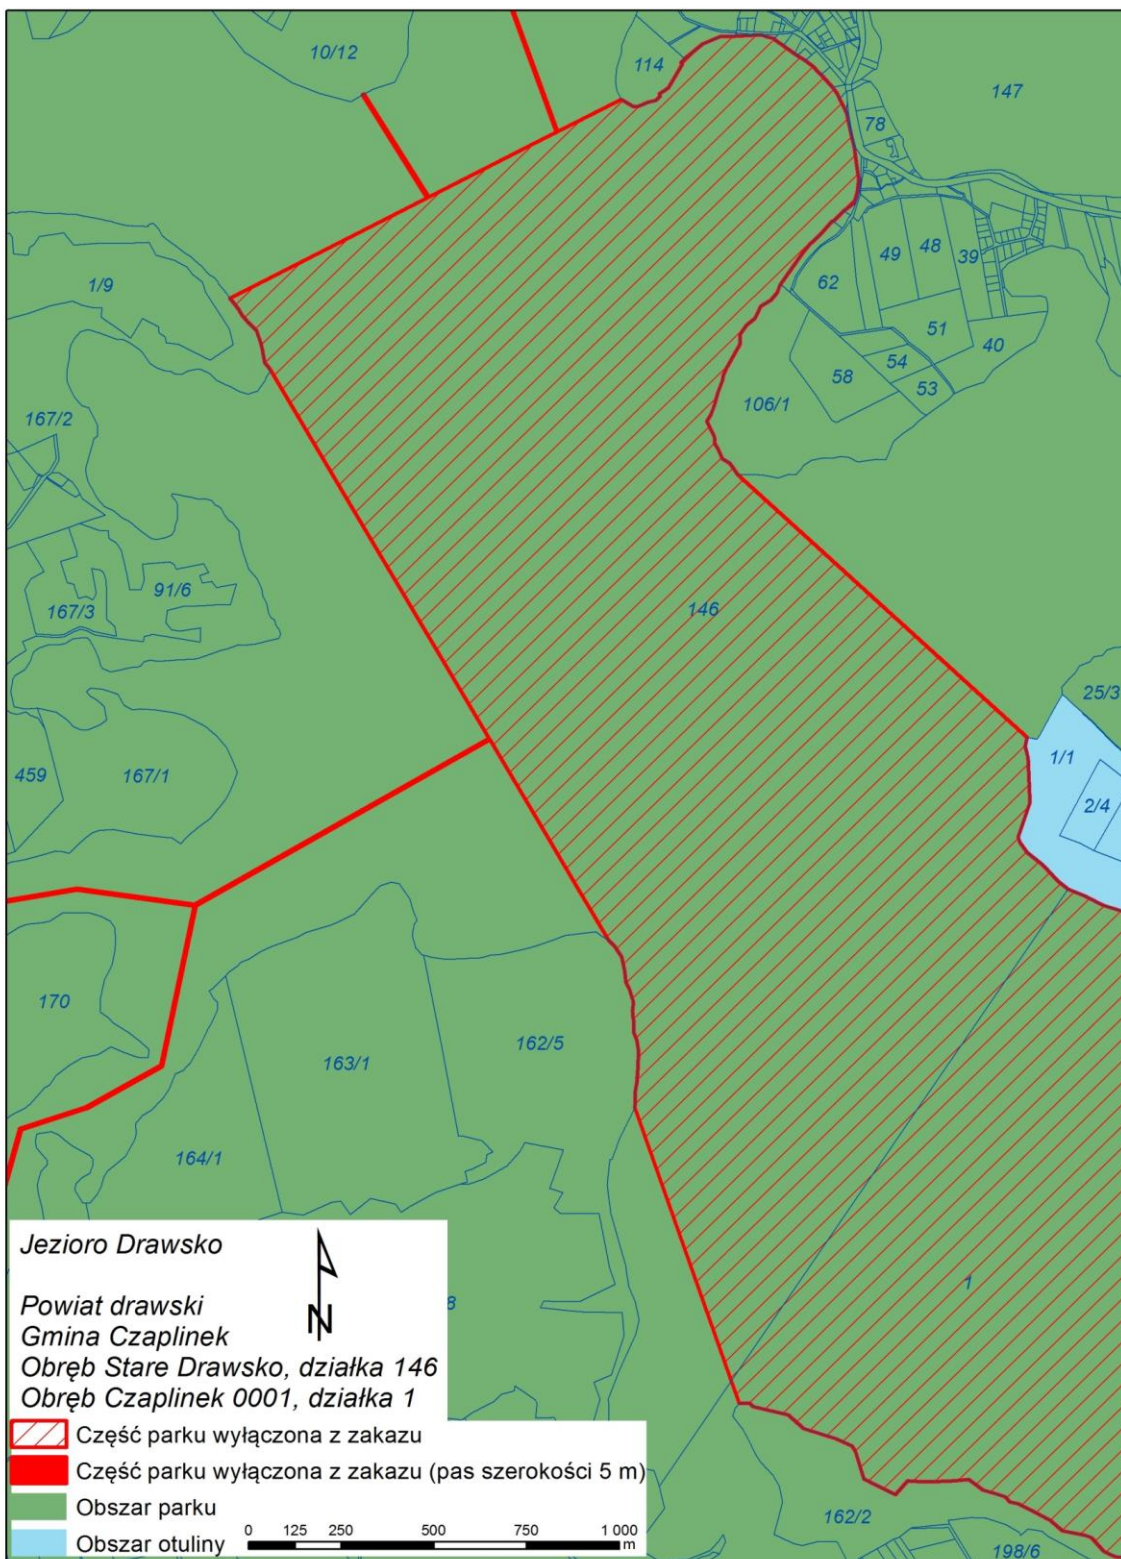 10/12
114
147
78
49
48
39
62
1/9
51
40
54
58
53
106/1
167/2
91/6
167/3
146
25/3
1/1
459
167/1
2/4
170
163/1
162/5
164/1
1
8
Jezioro Drawsko
N
Powiat drawski
Gmina Czaplinek
Obręb Stare Drawsko, działka 146
Obręb Czaplinek 0001, działka 1
Część parku wyłączona z zakazu
Część parku wyłączona z zakazu (pas szerokości 5 m)
Obszar parku
Obszar otuliny
0 125 250 500 750 1 000
m
162/2
198/6